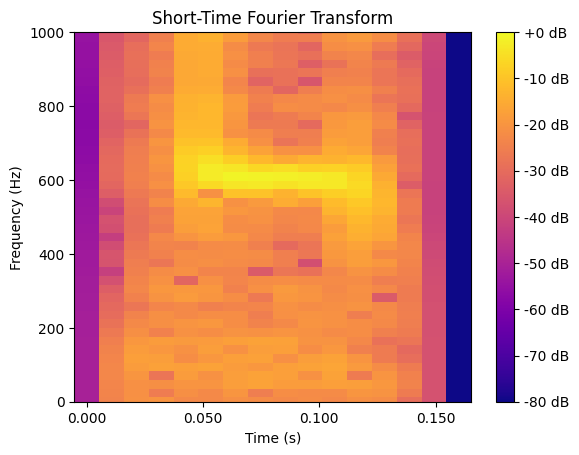 Short-Time Fourier Transform
1000
800
600
400
200
0
Frequency (Hz)
0.000
0.050
0.100
0.150
Time (s)
+0 dB
-10 dB
-20 dB
-30 dB
-40 dB
-50 dB
-60 dB
-70 dB
-80 dB